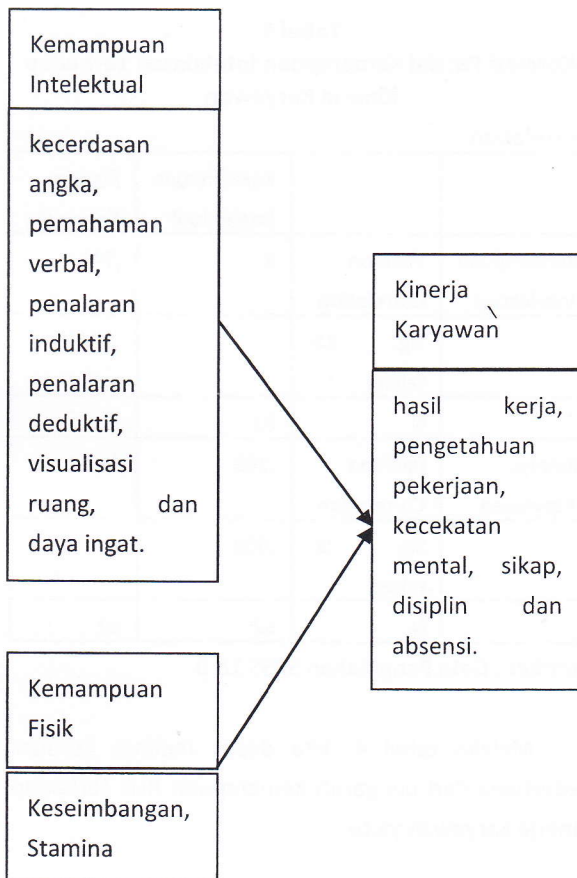 Kemampuan
Intelektual
kecerdasan
angka,
pemahaman
verbal,
penalaran
induktif,
penalaran
deduktif,
visualisasi
ruang, dan
daya ingat.
Kemampuan
Fisik
Keseimbangan,
Stamina
Kinerja
Karyawan
hasil kerja,
pengetahuan
pekerjaan,
kecekatan
mental, sikap,
disiplin dan
absensi.